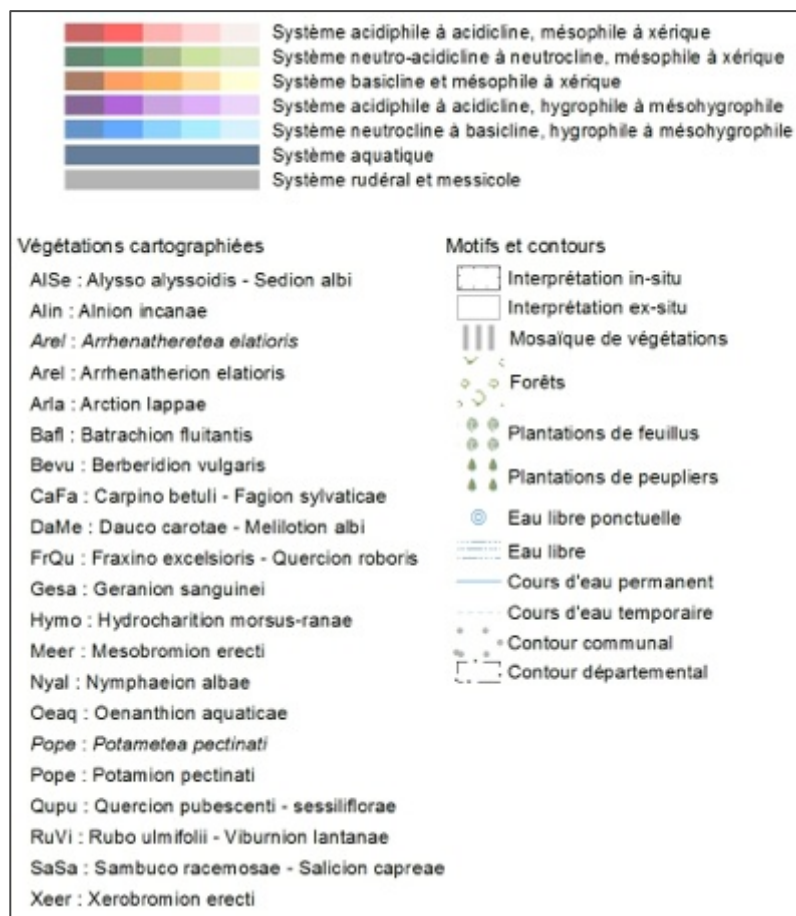 Système acidiphile à acidicline, mésophile à xérique
Système neutro-acidicline à neutrocline, mésophile à xérique
Système basicline et mésophile à xérique
Système acidiphile à acidicline, hygrophile à mésohygrophile
Système neutrocline à basicline, hygrophile à mésohygrophile
Système aquatique
Système rudéral et messicole
Végétations cartographiées
AlSe : Alysso alyssoidis - Sedion albi
Alin : Alnion incanae
Arel : Arrhenatheretea elatioris
Arel : Arrhenatherion elatioris
Arla : Arction lappae
Bafl : Batrachion fluitantis
Bevu : Berberidion vulgaris
CaFa : Carpino betuli - Fagion sylvaticae
DaMe : Dauco carotae - Melilotion albi
FrQu : Fraxino excelsioris - Quercion roboris
Gesa : Geranion sanguinei
Hymo : Hydrocharition morsus-ranae
Meer : Mesobromion erecti
Nyal : Nymphaeion albae
Oeaq : Oenanthion aquaticae
Pope : Potametea pectinati
Pope : Potamion pectinati
Qupu : Quercion pubescenti - sessiliflorae
RuVi : Rubo ulmifolii - Viburnion lantanae
SaSa : Sambuco racemosae - Salicion capreae
Xeer : Xerobromion erecti
Motifs et contours
Interprétation in-situ
Interprétation ex-situ
Mosaïque de végétations
Forêts
Plantations de feuillus
Plantations de peupliers
Eau libre ponctuelle
Eau libre
Cours d'eau permanent
Cours d'eau temporaire
Contour communal
Contour départemental